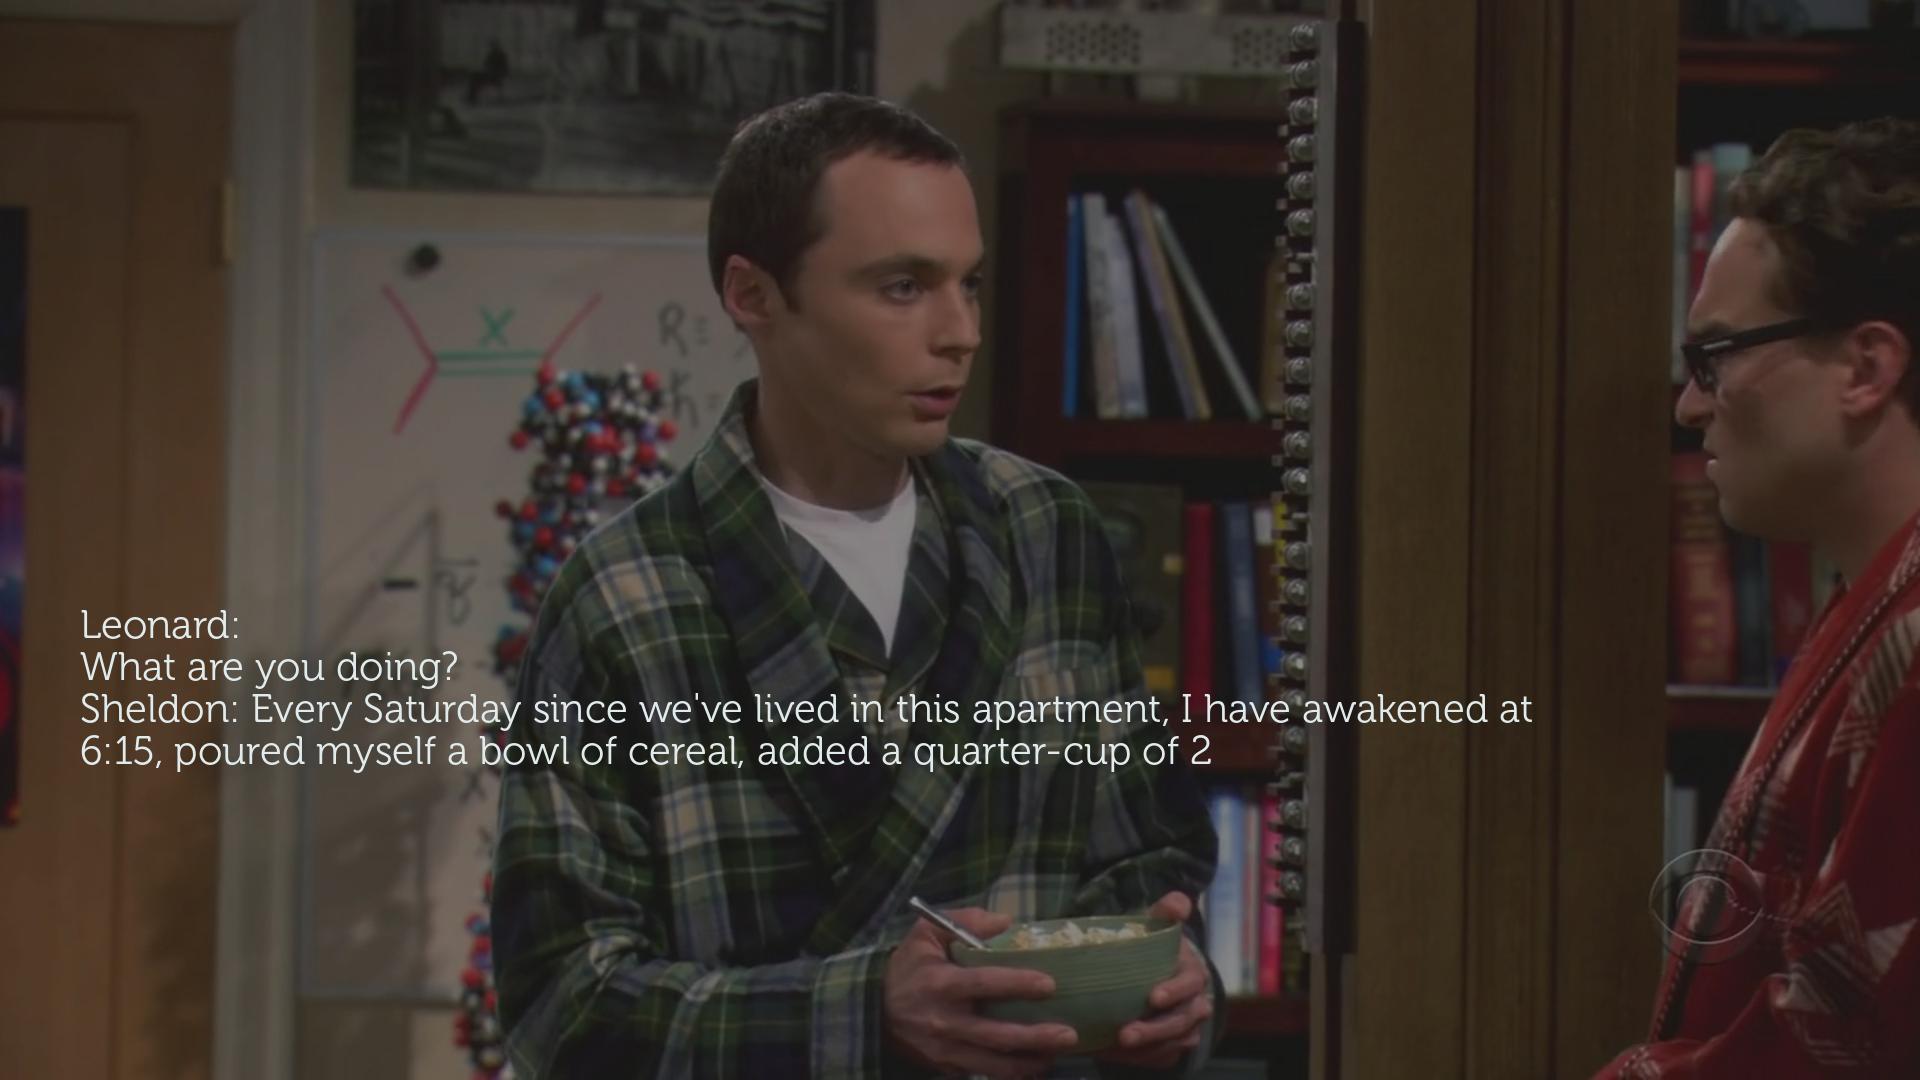 X
R=
Leonard:
What are you doing?
Sheldon: Every Saturday since we've lived in this apartment, I have awakened at
6:15, poured myself a bowl of cereal, added a quarter-cup of 2